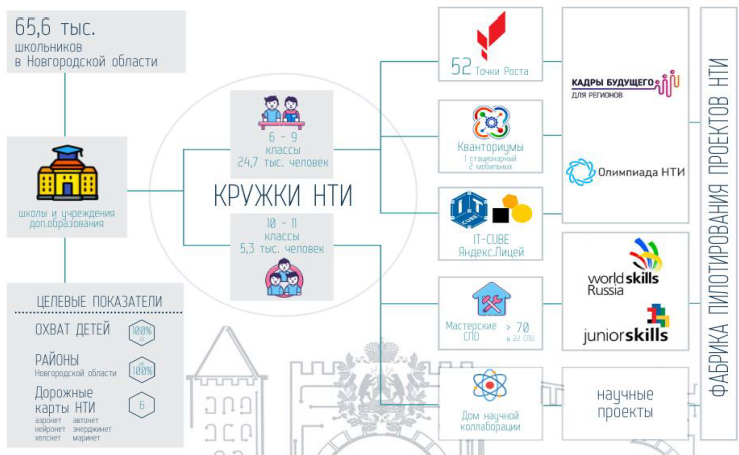 65,6 тыс.
школьников
в Новгородской области
школы и учреждения
доп.образования
ЦЕЛЕВЫЕ ПОКАЗАТЕЛИ
ОХВАТ ДЕТЕЙ
100%
РАЙОНЫ
Новгородской области
100%
Дорожные
карты НТИ
6
аэронет автонет
нейронет энерджинет
хелснет маринет
КРУЖКИ НТИ
6 - 9
классы
24,7 тыс. человек
10 - 11
классы
5,3 тыс. человек
52 Точки Роста
Кванториумы
1 стационарный
2 мобильных
IT CUBE
IT-CUBE
Яндекс.Лицей
Мастерские
СПО
> 70
в 22 СПО
Дом научной
коллаборации
КАДРЫ БУДУЩЕГО
ДЛЯ РЕГИОНОВ
Олимпиада НТИ
worldskills
Russia
juniorskills
научные
проекты
ФАБРИКА ПИЛОТИРОВАНИЯ ПРОЕКТОВ НТИ